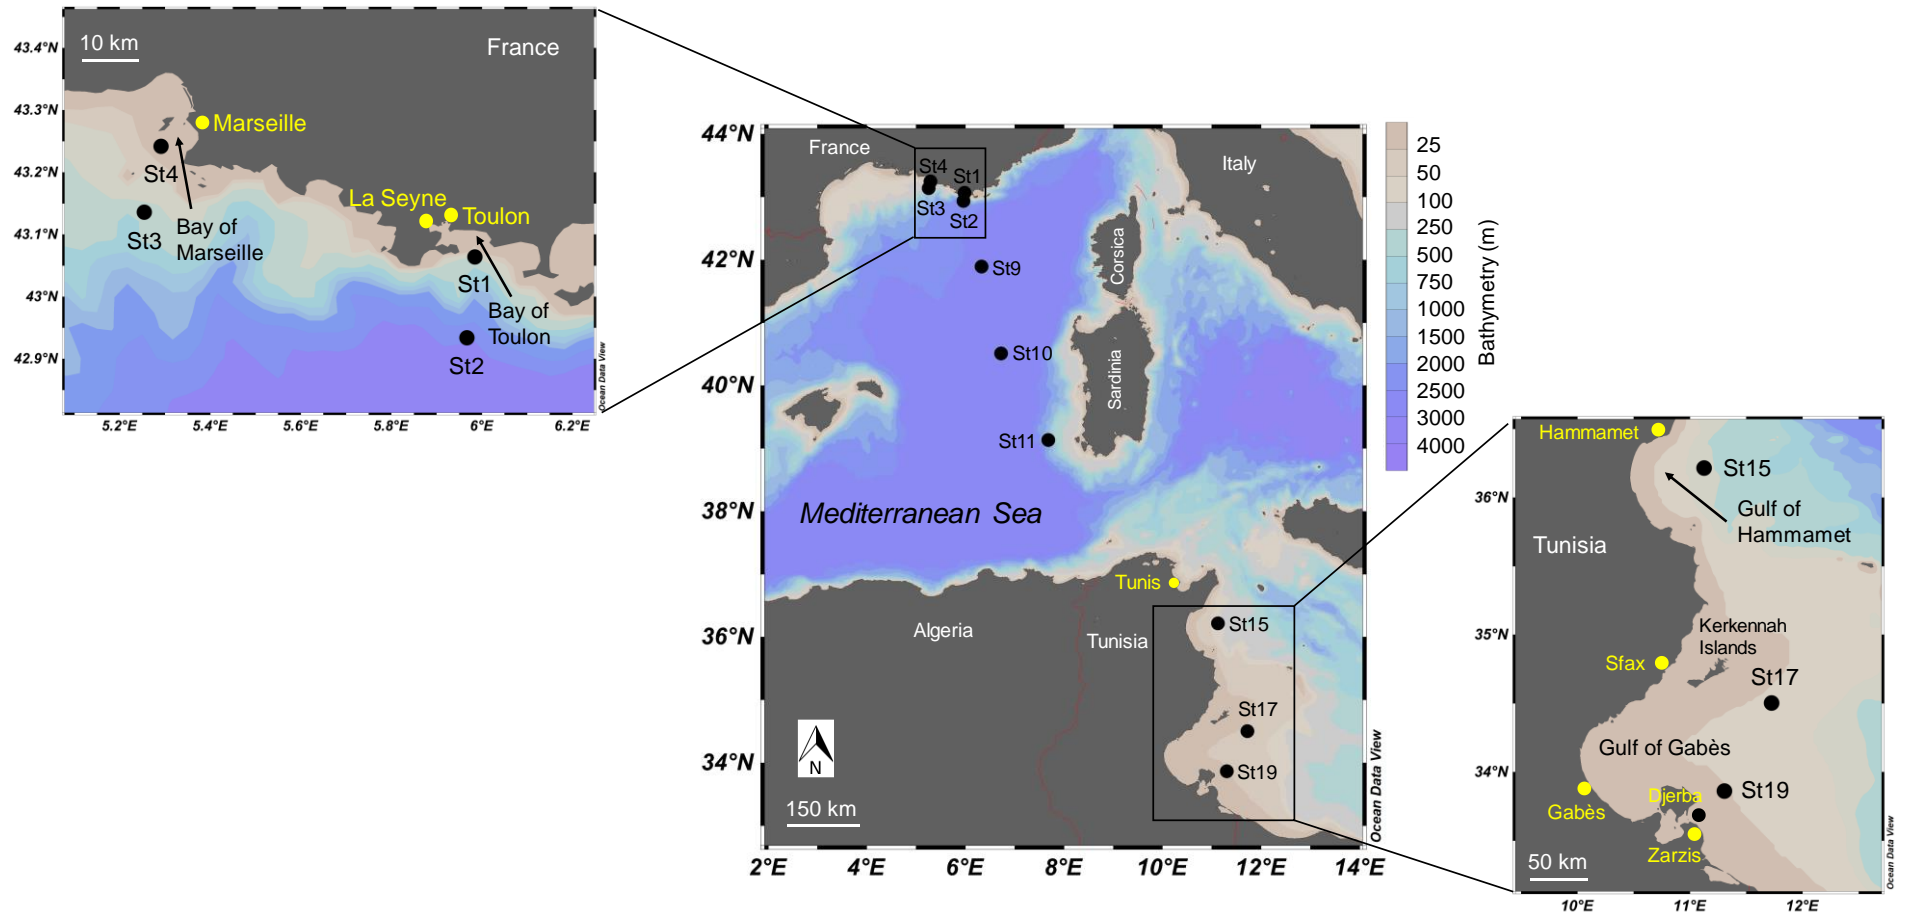 10 km
France
43.4°N
43.3°N
43.2°N
43.1°N
43°N
42.9°N
Marseille
St4
La Seyne
Toulon
St3
Bay of
Marseille
St1
Bay of
Toulon
St2
Ocean Data View
5.2°E
5.4°E
5.6°E
5.8°E
6°E
6.2°E
44°N
42°N
40°N
38°N
36°N
34°N
France
Italy
St4
St1
St3
St2
Corsica
St9
St10
Sardinia
St11
Mediterranean Sea
Tunis
Algeria
Tunisia
St15
St17
St19
N
150 km
Ocean Data View
2°E
4°E
6°E
8°E
10°E
12°E
14°E
25
50
100
250
500
750
1000
1500
2000
2500
3000
4000
Bathymetry (m)
Hammamet
St15
36°N
Gulf of
Hammamet
Tunisia
35°N
Kerkennah
Islands
Sfax
St17
Gulf of Gabès
34°N
Djerba
St19
Gabès
Zarzis
50 km
Ocean Data View
10°E
11°E
12°E